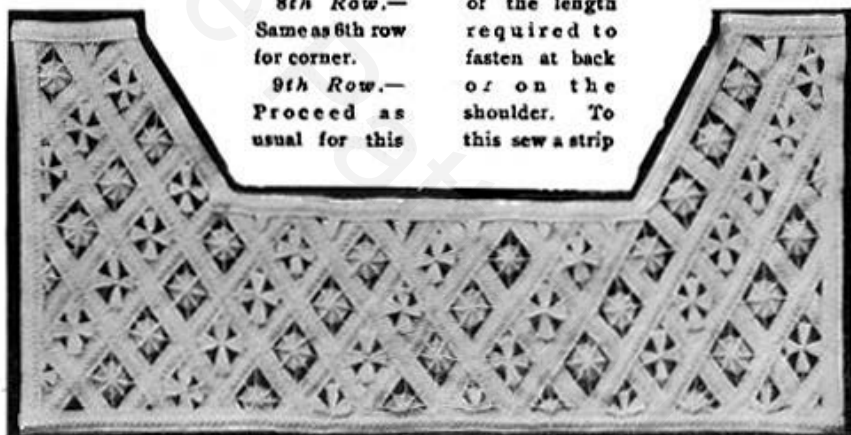 8th Row.—
Same as 6th row
for corner.
9th Row.—
Proceed as
usual for this
of the length
required to
fasten at back
or on the
shoulder. To
this sew a strip